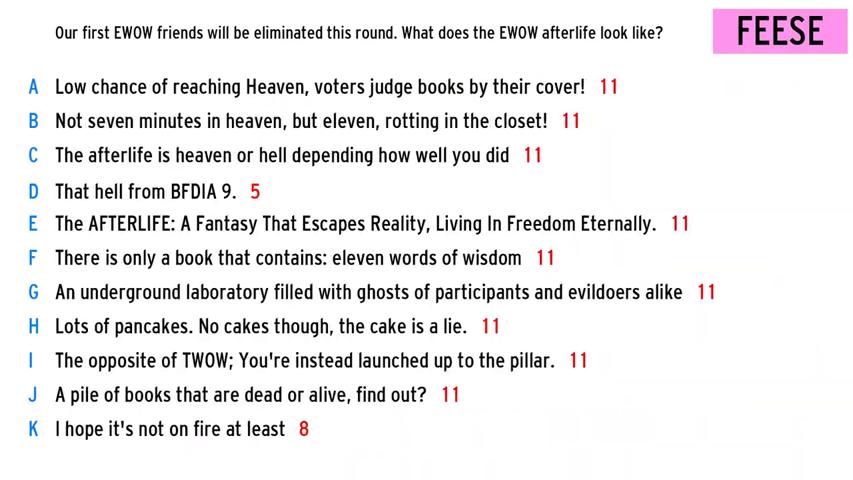 Our first EWOW friends will be eliminated this round. What does the EWOW afterlife look like?
FEESE
A Low chance of reaching Heaven, voters judge books by their cover! 11
B Not seven minutes in heaven, but eleven, rotting in the closet! 11
C The afterlife is heaven or hell depending how well you did 11
D That hell from BFDIA 9. 5
E The AFTERLIFE: A Fantasy That Escapes Reality, Living In Freedom Eternally. 11
F There is only a book that contains: eleven words of wisdom 11
G An underground laboratory filled with ghosts of participants and evildoers alike 11
H Lots of pancakes. No cakes though, the cake is a lie. 11
I The opposite of TWOW; You're instead launched up to the pillar. 11
J A pile of books that are dead or alive, find out? 11
K I hope it's not on fire at least 8